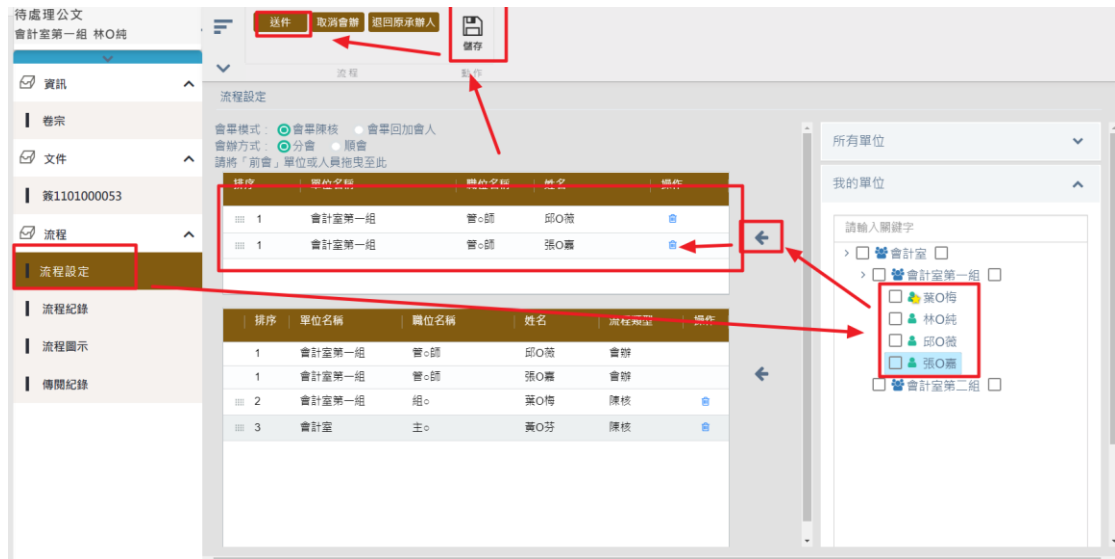 待處理公文
會計室第一組 林O純
資訊
卷宗
文件
簽1101000053
流程
流程設定
流程紀錄
流程圖示
傳閱紀錄
送件 取消會辦 退回原承辦人
儲存
流程 動作
流程設定
會畢模式: 會畢陳核 會畢回加會人
會辦方式: 分會 順會
請將「前會」單位或人員拖曳至此
排序 單位名稱 職位名稱 姓名 操作
1 會計室第一組 管○師 邱O薇
1 會計室第一組 管○師 張O嘉
排序 單位名稱 職位名稱 姓名 流程類型 操作
1 會計室第一組 管○師 邱O薇 會辦
1 會計室第一組 管○師 張O嘉 會辦
2 會計室第一組 組○ 葉O梅 陳核
3 會計室 主○ 黃O芬 陳核
所有單位
我的單位
請輸入關鍵字
會計室
會計室第一組
葉O梅
林O純
邱O薇
張O嘉
會計室第二組